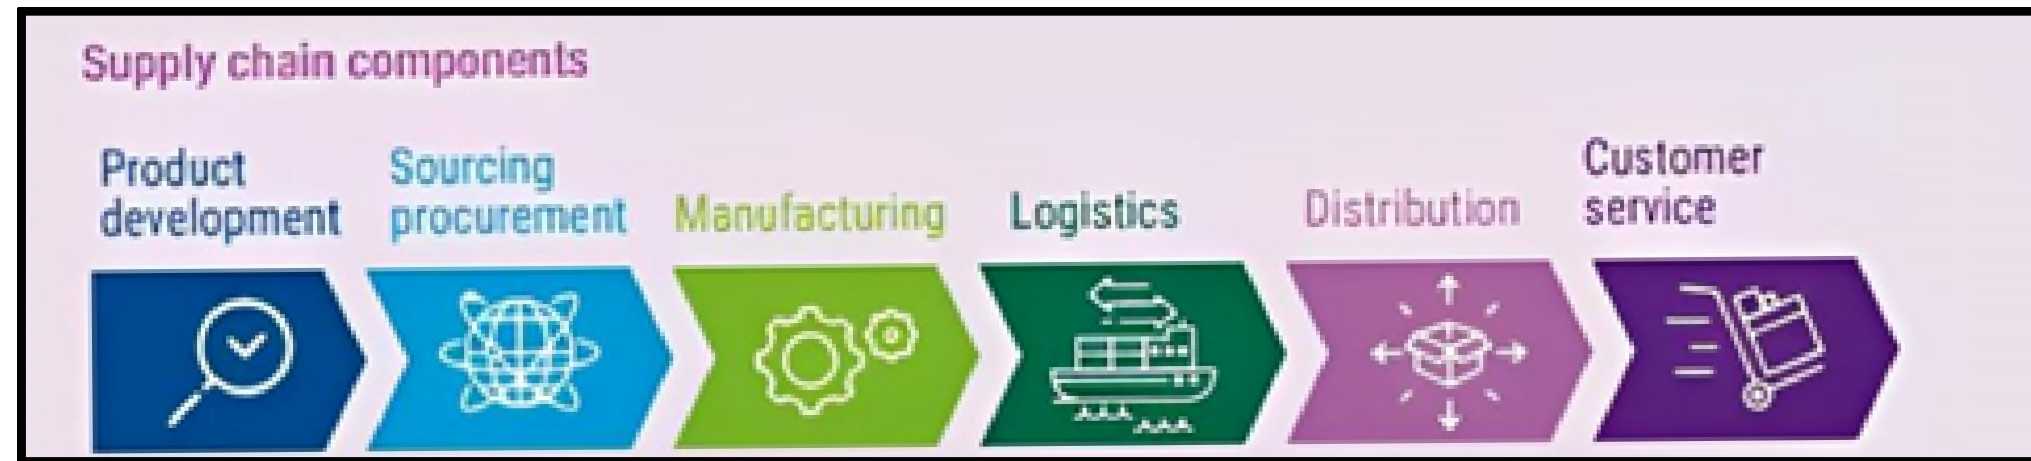 Supply chain components
Product
development
Sourcing
procurement
Manufacturing
Logistics
Distribution
Customer
service